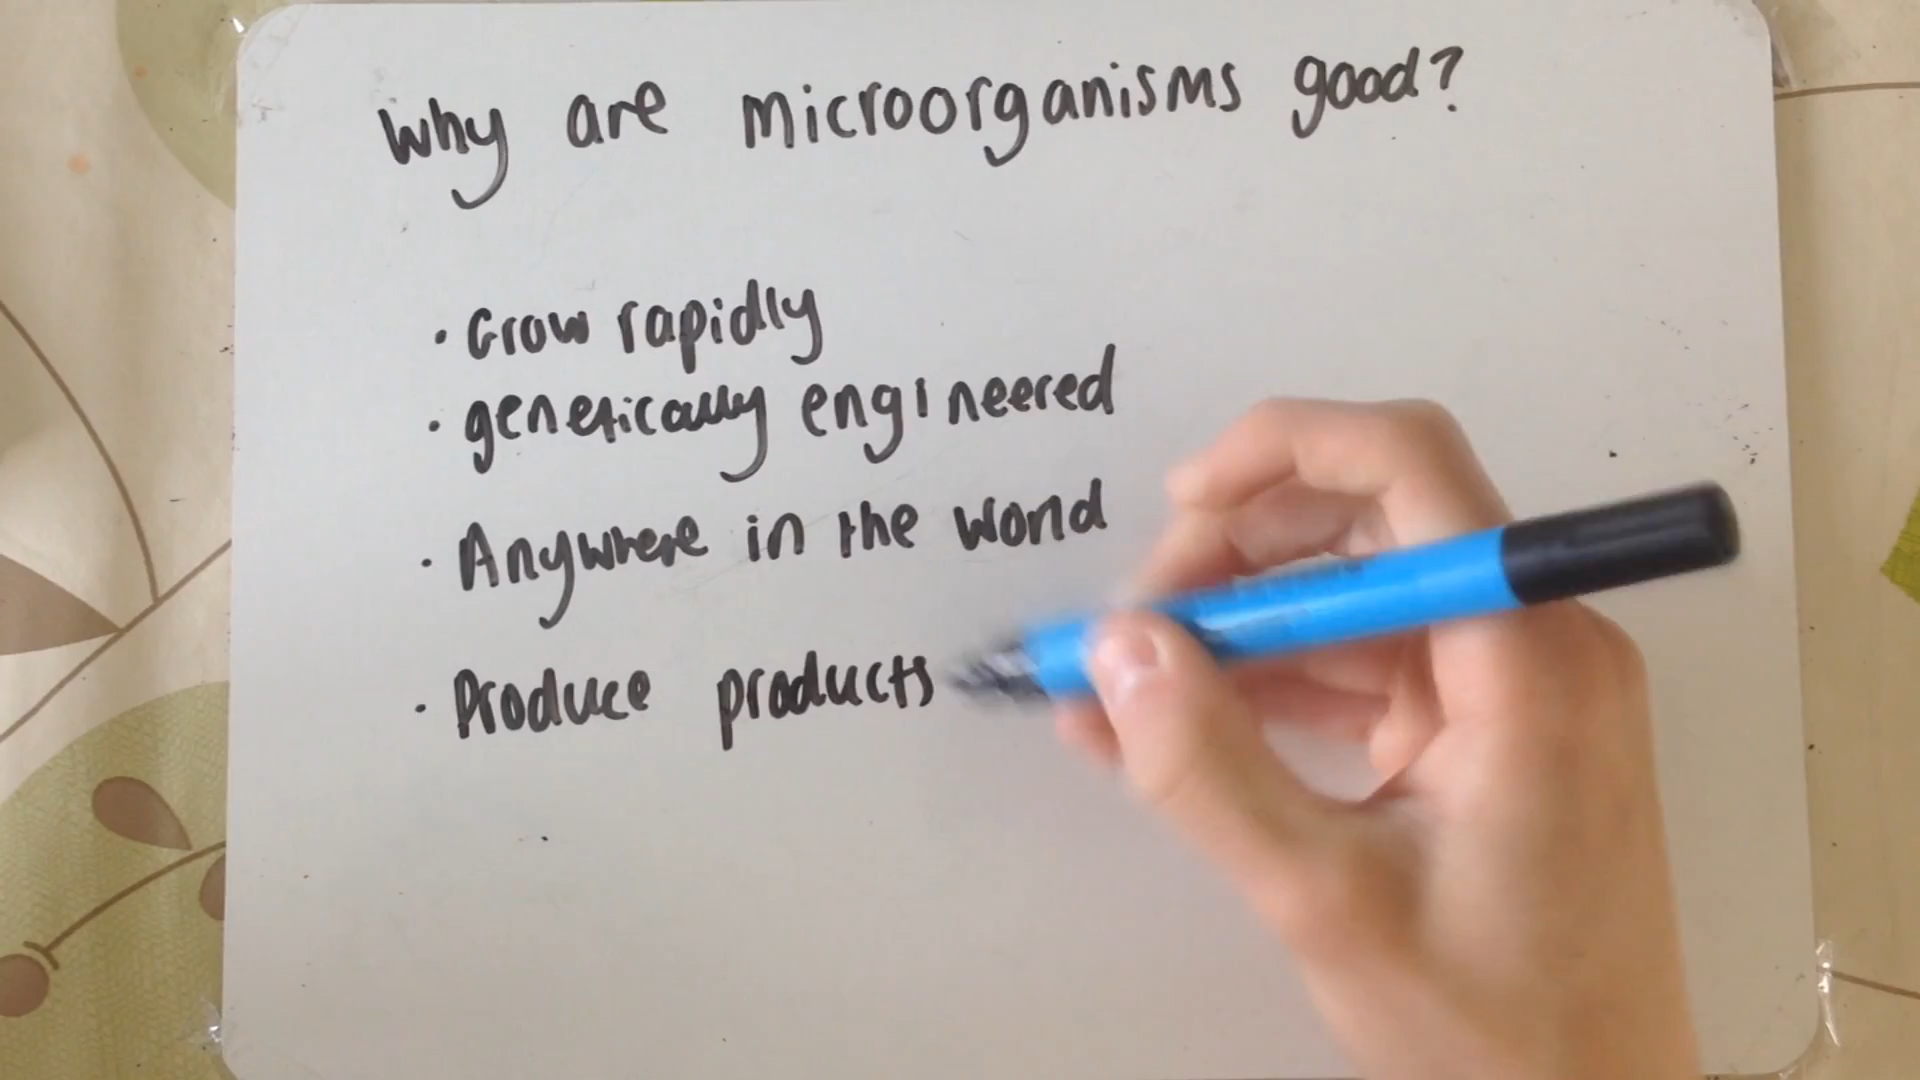 Why are microorganisms good?
· Grow rapidly
· genetically engineered
· Anywhere in the world
· Produce products